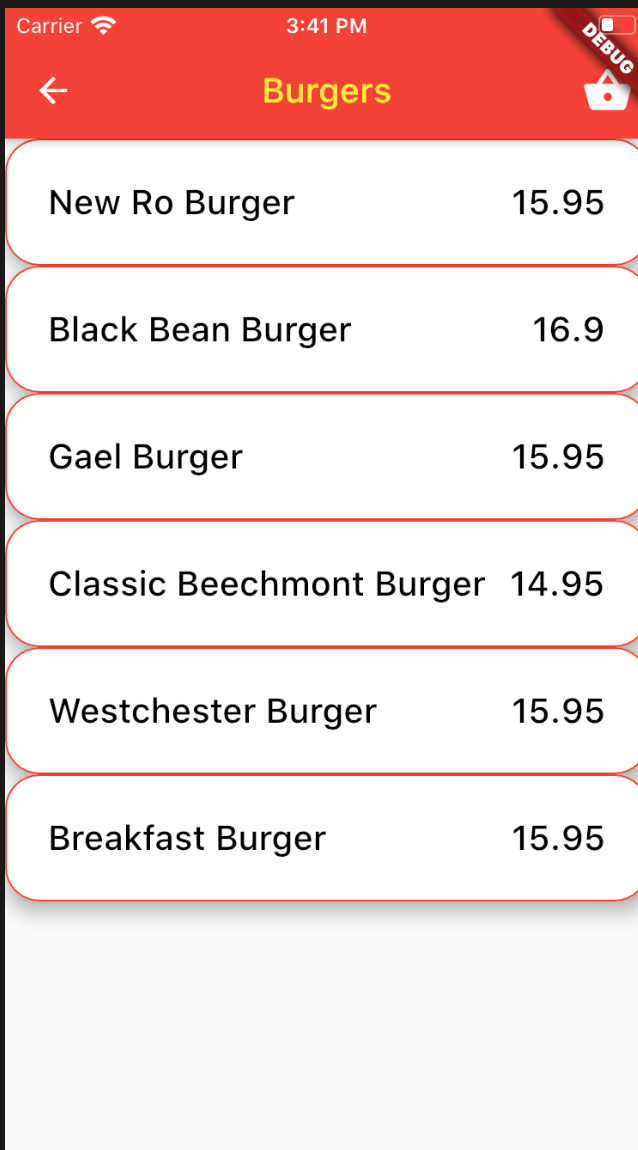 Carrier 3:41 PM
DEBUG
Burgers
New Ro Burger 15.95
Black Bean Burger 16.9
Gael Burger 15.95
Classic Beechmont Burger 14.95
Westchester Burger 15.95
Breakfast Burger 15.95